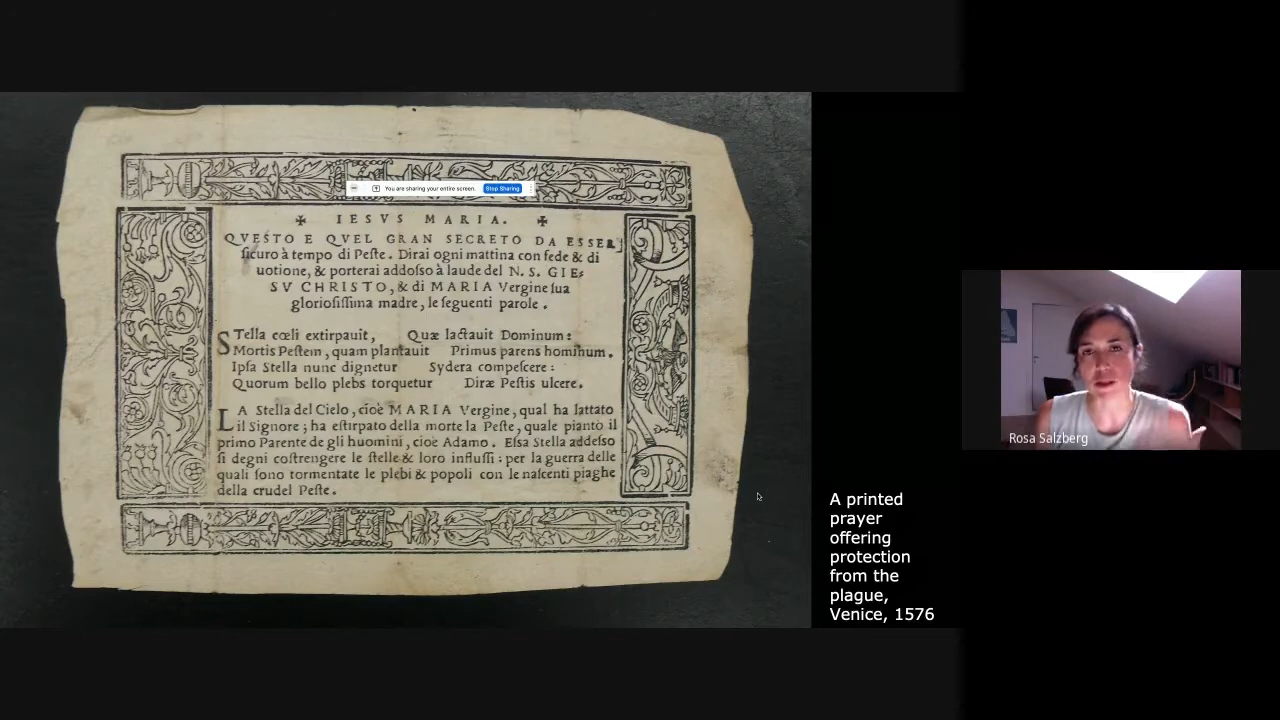 You are sharing your entire screen. Stop Sharing
✠ IESVS MARIA. ✠
QVESTO E QVEL GRAN SECRETO DA ESSER
ſicuro à tempo di Peſte. Dirai ogni mattina con fede & di
uotione, & porterai addoſso à laude del N. S. GIE-
SV CHRISTO, & di MARIA Vergine ſua
glorioſiſſima madre, le ſeguenti parole.
STella cœli extirpauit, Quæ lactauit Dominum:
Mortis Peſtem, quam plantauit Primus parens hominum.
Ipſa Stella nunc dignetur Sydera compeſcere:
Quorum bello plebs torquetur Diræ Peſtis ulcere.
LA Stella del Cielo, cioè MARIA Vergine, qual ha lattato
il Signore; ha eſtirpato della morte la Peſte, quale pianto il
primo Parente de gli huomini, cioè Adamo. Eſsa Stella addeſso
ſi degni coſtrengere le ſtelle & loro influſſi: per la guerra delle
quali ſono tormentate le plebi & popoli con le naſcenti piaghe
della crudel Peſte.
Rosa Salzberg
A printed
prayer
offering
protection
from the
plague,
Venice, 1576